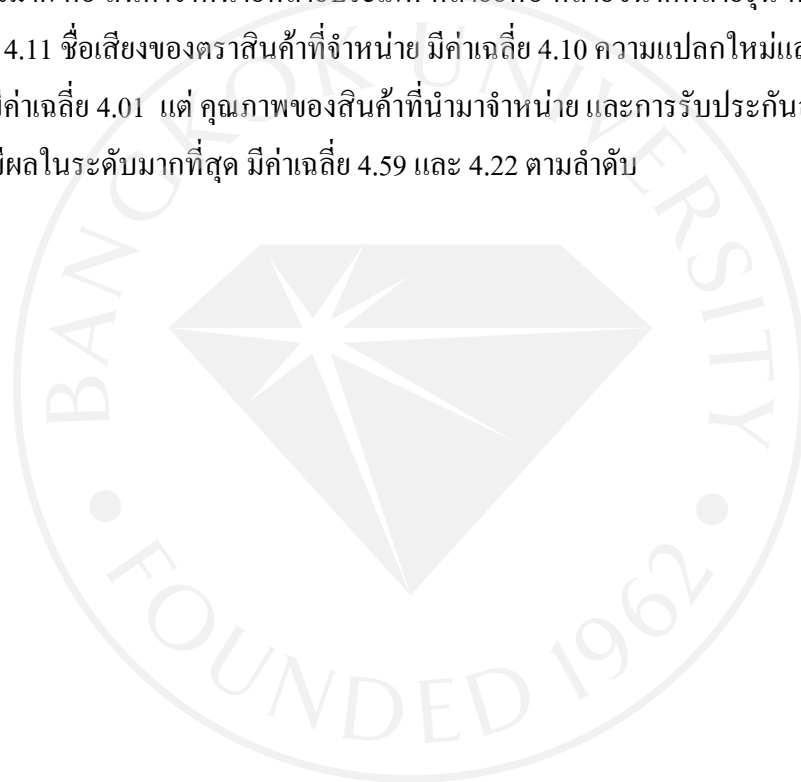 4.11 ชื่อเสียงของตราสินค้าที่จำหน่าย มีค่าเฉลี่ย 4.10 ความแปลกใหม่และ
มีค่าเฉลี่ย 4.01 แต่ คุณภาพของสินค้าที่นำมาจำหน่าย และการรับประกัน
มีผลในระดับมากที่สุด มีค่าเฉลี่ย 4.59 และ 4.22 ตามลำดับ
BANGKOK UNIVERSITY
• FOUNDED 1962 •